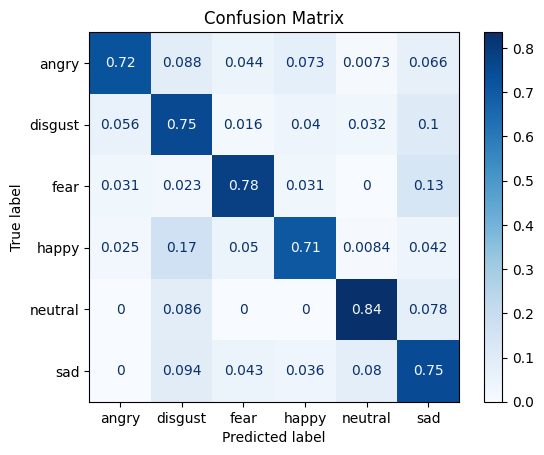 Confusion Matrix
angry 0.72 0.088 0.044 0.073 0.0073 0.066
disgust 0.056 0.75 0.016 0.04 0.032 0.1
fear 0.031 0.023 0.78 0.031 0 0.13
happy 0.025 0.17 0.05 0.71 0.0084 0.042
neutral 0 0.086 0 0 0.84 0.078
sad 0 0.094 0.043 0.036 0.08 0.75
angry disgust fear happy neutral sad
Predicted label
True label
0.8
0.7
0.6
0.5
0.4
0.3
0.2
0.1
0.0